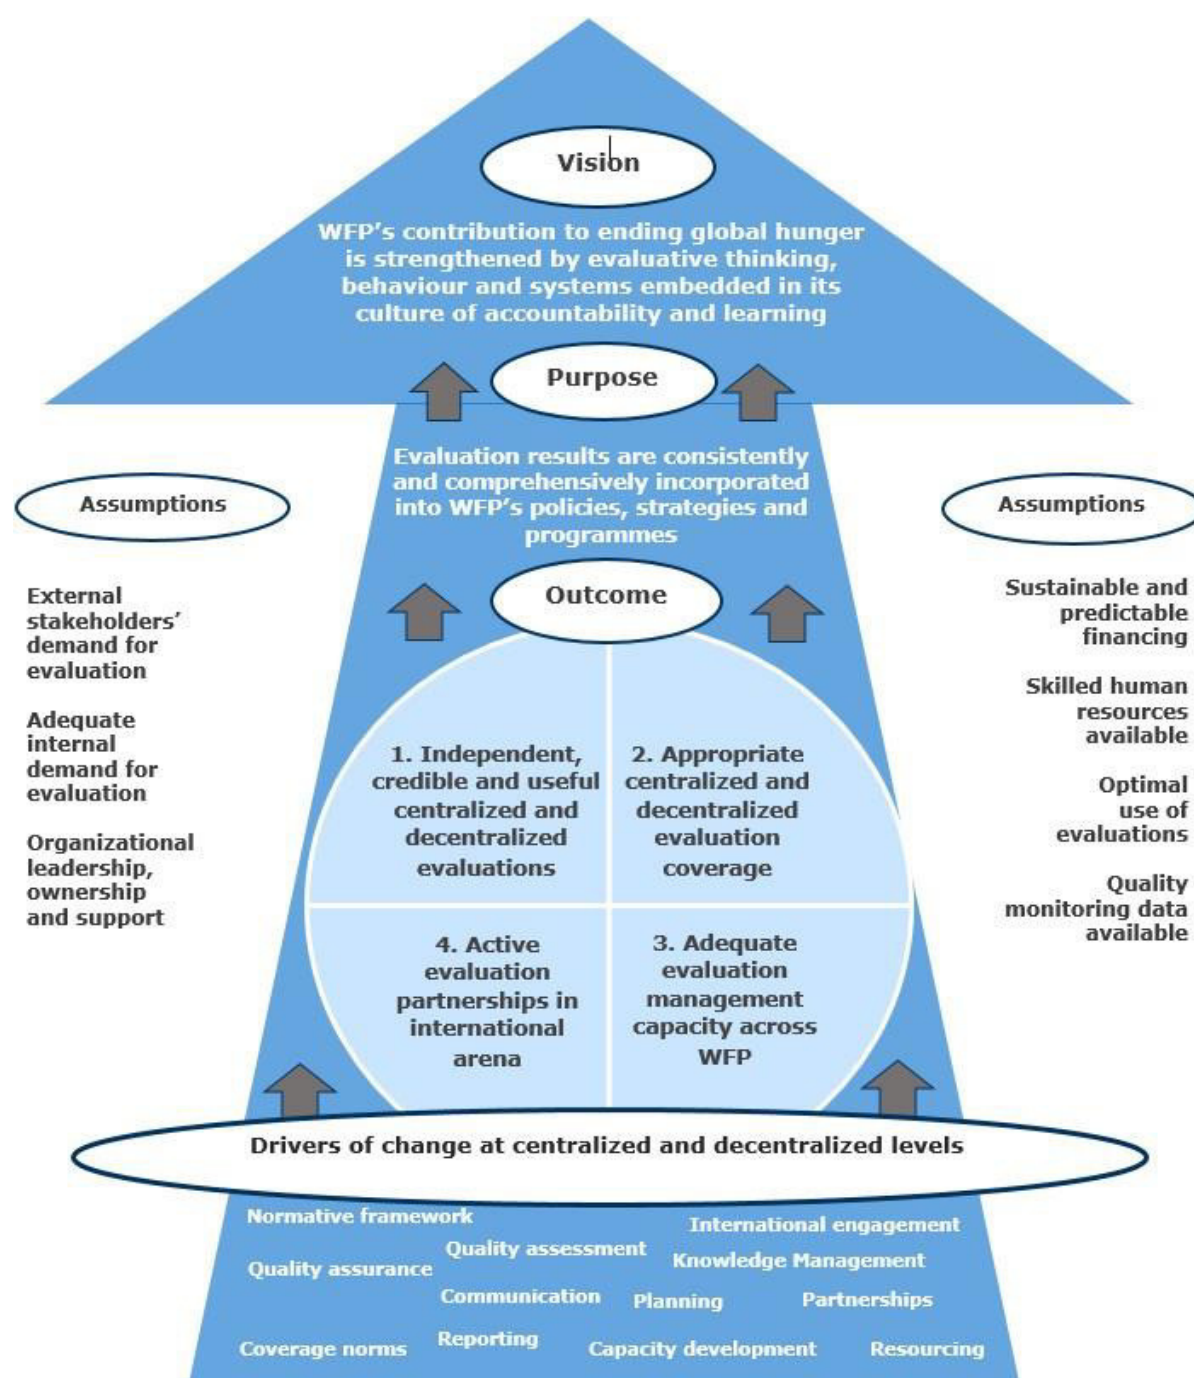 Vision
WFP's contribution to ending global hunger
is strengthened by evaluative thinking,
behaviour and systems embedded in its
culture of accountability and learning
Purpose
Evaluation results are consistently
and comprehensively incorporated
into WFP's policies, strategies and
programmes
Assumptions
External
stakeholders'
demand for
evaluation
Adequate
internal
demand for
evaluation
Organizational
leadership,
ownership
and support
Assumptions
Sustainable and
predictable
financing
Skilled human
resources
available
Optimal
use of
evaluations
Quality
monitoring data
available
Outcome
1. Independent,
credible and useful
centralized and
decentralized
evaluations
2. Appropriate
centralized and
decentralized
evaluation
coverage
4. Active
evaluation
partnerships in
international
arena
3. Adequate
evaluation
management
capacity across
WFP
Drivers of change at centralized and decentralized levels
Normative framework
International engagement
Quality assessment
Knowledge Management
Quality assurance
Communication
Planning
Partnerships
Reporting
Coverage norms
Capacity development
Resourcing